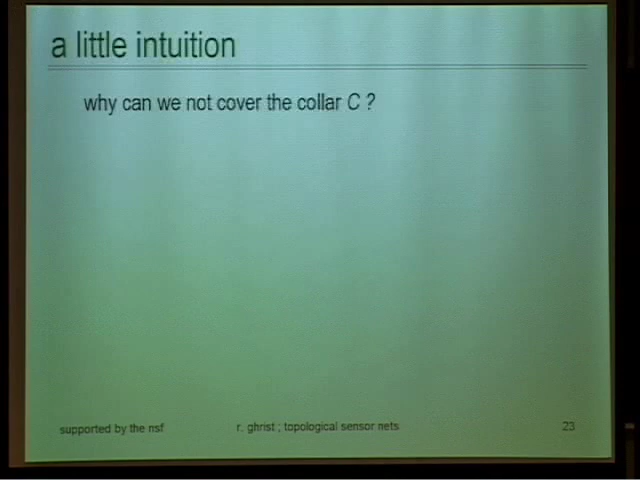 a little intuition
why can we not cover the collar C ?
supported by the nsf
r. ghrist ; topological sensor nets
23